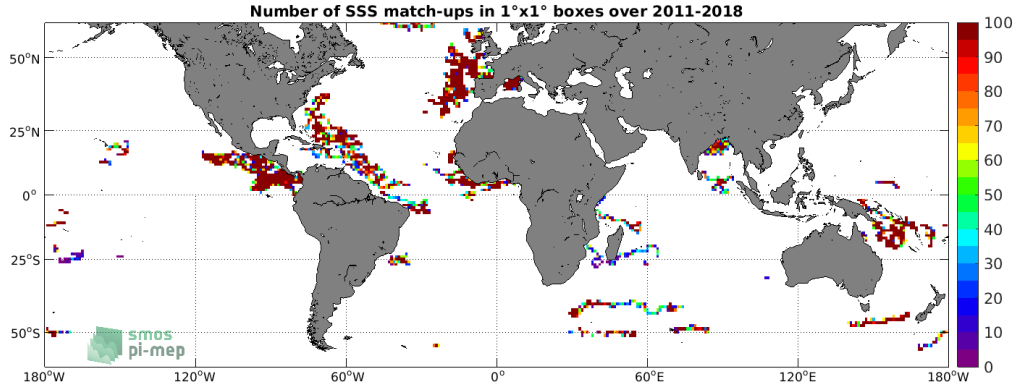 Number of SSS match-ups in 1°x1° boxes over 2011-2018
50°N
25°N
0°
25°S
50°S
180°W
120°W
60°W
0°E
60°E
120°E
180°W
100
90
80
70
60
50
40
30
20
10
0
smos
pi-mep